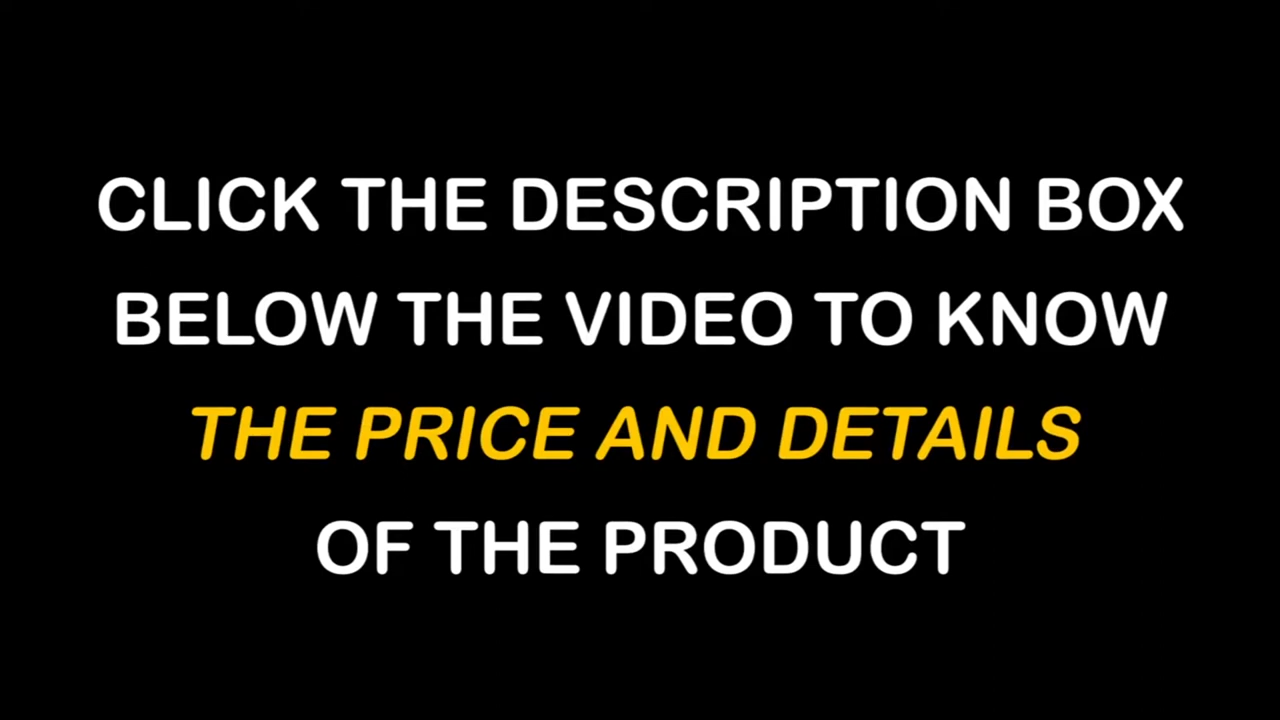 CLICK THE DESCRIPTION BOX
BELOW THE VIDEO TO KNOW
THE PRICE AND DETAILS
OF THE PRODUCT